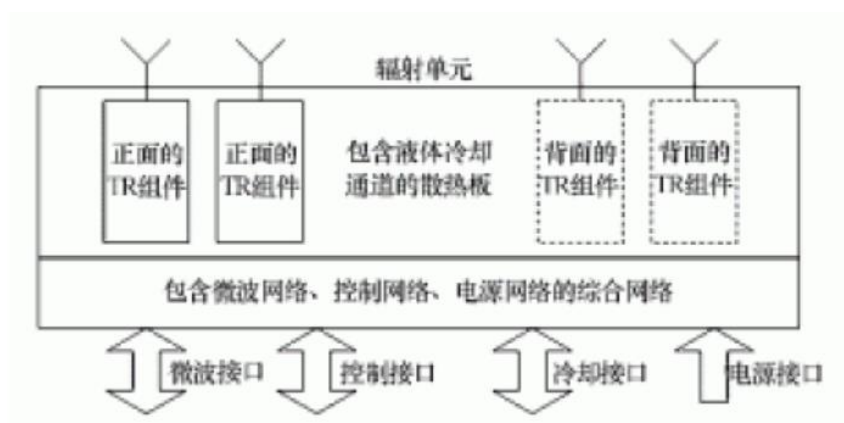 辐射单元
正面的
TR组件
正面的
TR组件
包含液体冷却
通道的散热板
背面的
TR组件
背面的
TR组件
包含微波网络、控制网络、电源网络的综合网络
微波接口
控制接口
冷却接口
电源接口